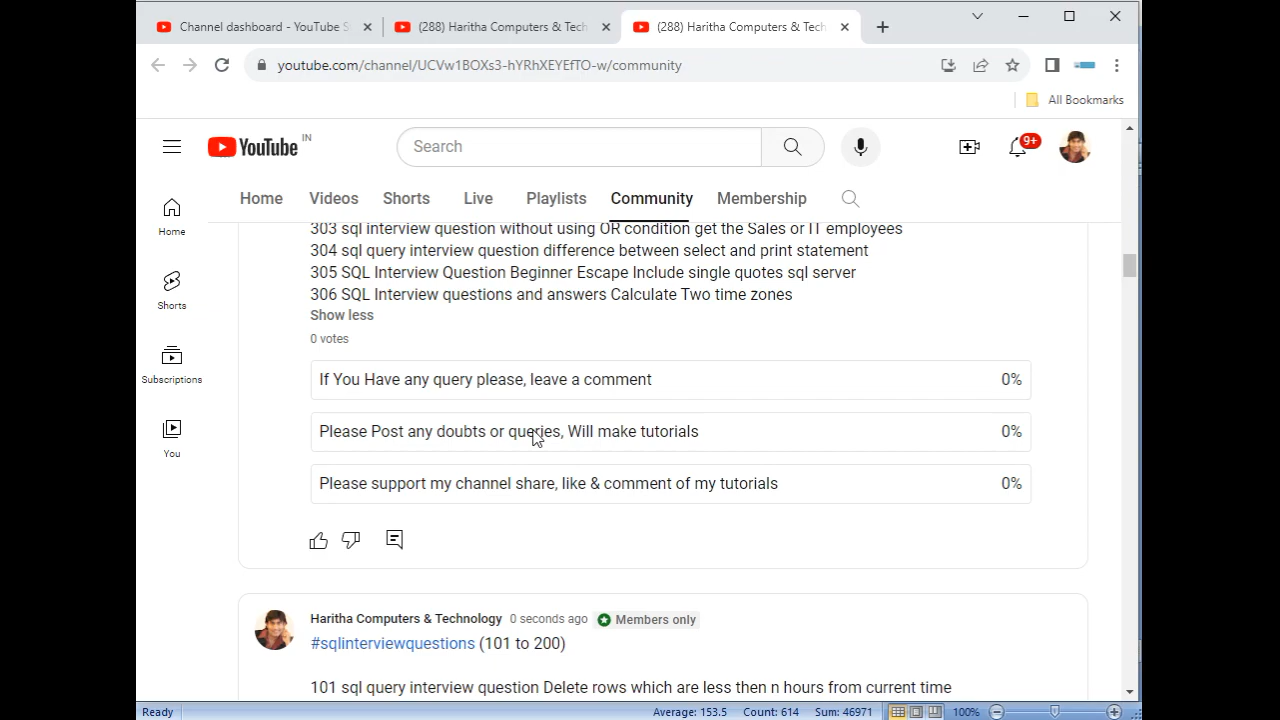 Channel dashboard - YouTube S
(288) Haritha Computers & Tech
(288) Haritha Computers & Tech
youtube.com/channel/UCVw1BOXs3-hYRhXEYEfTO-w/community
All Bookmarks
YouTube IN
Search
9+
Home Videos Shorts Live Playlists Community Membership
Home
Shorts
Subscriptions
You
303 sql interview question without using OR condition get the Sales or IT employees
304 sql query interview question difference between select and print statement
305 SQL Interview Question Beginner Escape Include single quotes sql server
306 SQL Interview questions and answers Calculate Two time zones
Show less
0 votes
If You Have any query please, leave a comment 0%
Please Post any doubts or queries, Will make tutorials 0%
Please support my channel share, like & comment of my tutorials 0%
Haritha Computers & Technology 0 seconds ago Members only
#sqlinterviewquestions (101 to 200)
101 sql query interview question Delete rows which are less then n hours from current time
Ready Average: 153.5 Count: 614 Sum: 46971 100%